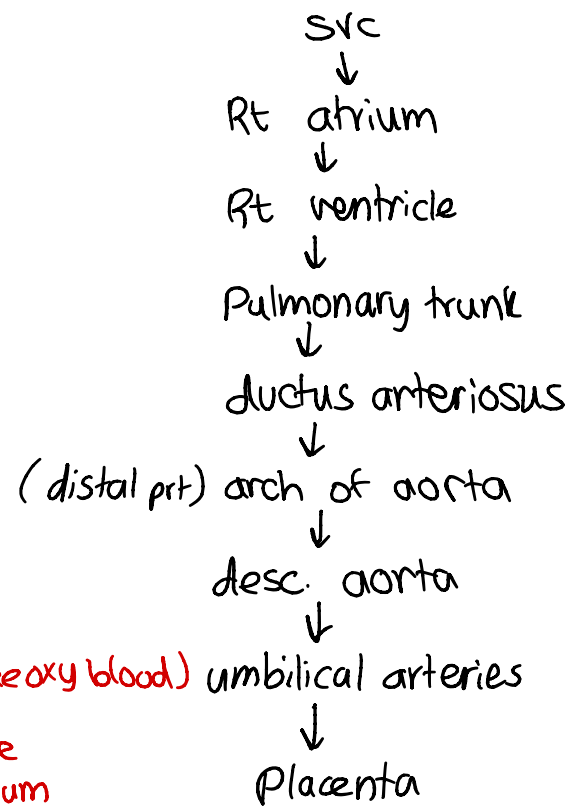 SVC
↓
Rt atrium
↓
Rt ventricle
↓
Pulmonary trunk
↓
ductus arteriosus
↓
(distal prt) arch of aorta
↓
desc. aorta
↓
eoxy blood) umbilical arteries
↓
e
um Placenta